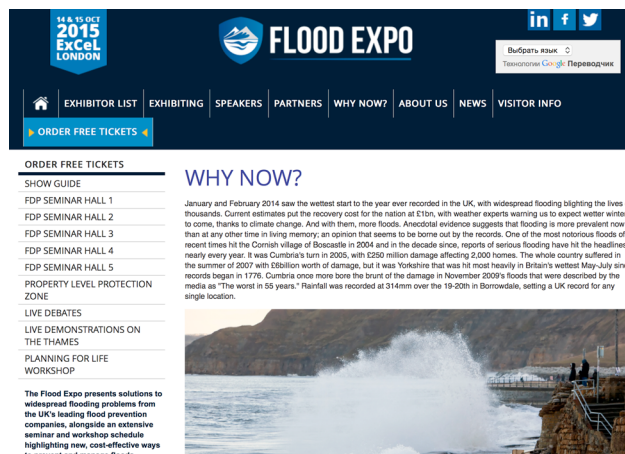 14 & 15 OCT
2015
ExCeL
LONDON
FLOOD EXPO
in f
Выбрать язык
Технологии Google Переводчик
EXHIBITOR LIST EXHIBITING SPEAKERS PARTNERS WHY NOW? ABOUT US NEWS VISITOR INFO
ORDER FREE TICKETS
ORDER FREE TICKETS
SHOW GUIDE
FDP SEMINAR HALL 1
FDP SEMINAR HALL 2
FDP SEMINAR HALL 3
FDP SEMINAR HALL 4
FDP SEMINAR HALL 5
PROPERTY LEVEL PROTECTION
ZONE
LIVE DEBATES
LIVE DEMONSTRATIONS ON
THE THAMES
PLANNING FOR LIFE
WORKSHOP
The Flood Expo presents solutions to
widespread flooding problems from
the UK's leading flood prevention
companies, alongside an extensive
seminar and workshop schedule
highlighting new, cost-effective ways
WHY NOW?
January and February 2014 saw the wettest start to the year ever recorded in the UK, with widespread flooding blighting the lives
thousands. Current estimates put the recovery cost for the nation at £1bn, with weather experts warning us to expect wetter winte
to come, thanks to climate change. And with them, more floods. Anecdotal evidence suggests that flooding is more prevalent now
than at any other time in living memory; an opinion that seems to be borne out by the records. One of the most notorious floods of
recent times hit the Cornish village of Boscastle in 2004 and in the decade since, reports of serious flooding have hit the headlines
nearly every year. It was Cumbria's turn in 2005, with £250 million damage affecting 2,000 homes. The whole country suffered in
the summer of 2007 with £6billion worth of damage, but it was Yorkshire that was hit most heavily in Britain's wettest May-July sinc
records began in 1776. Cumbria once more bore the brunt of the damage in November 2009's floods that were described by the
media as "The worst in 55 years." Rainfall was recorded at 314mm over the 19-20th in Borrowdale, setting a UK record for any
single location.